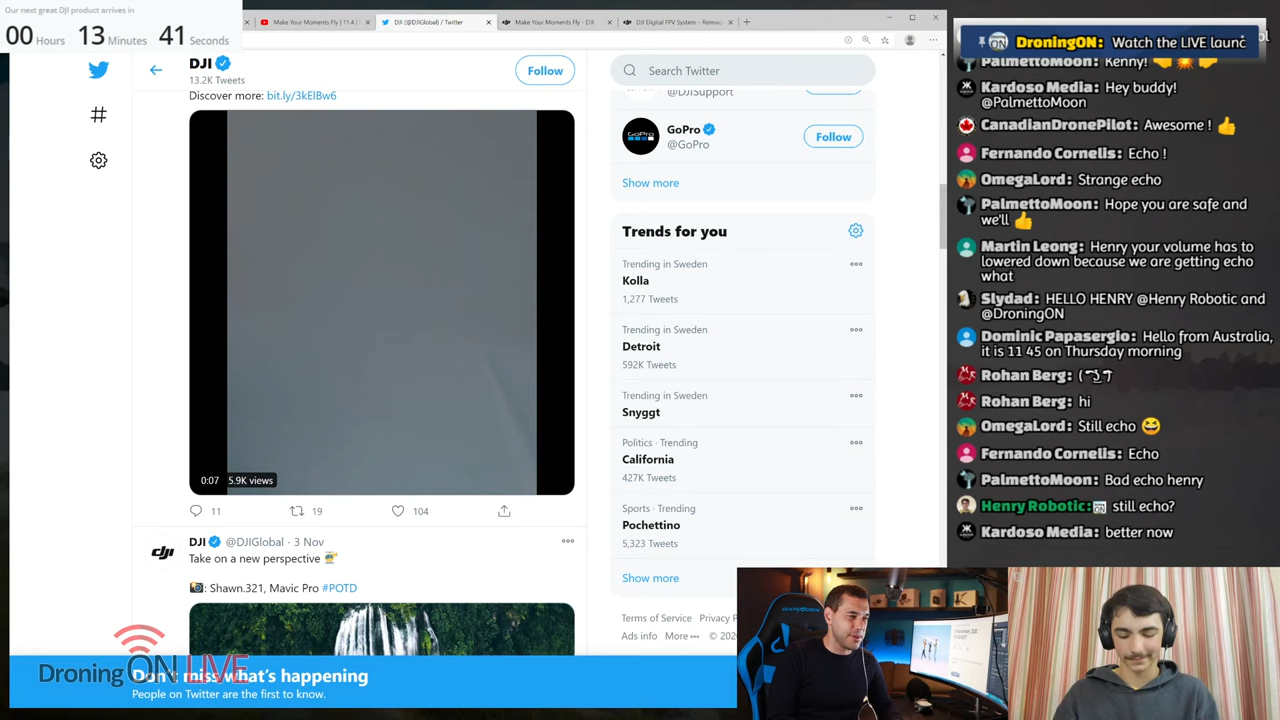 Our next great DJI product arrives in
00 Hours 13 Minutes 41 Seconds
Make Your Moments Fly | 11.4 |
DJI (@DJIGlobal) / Twitter
Make Your Moments Fly - DJI
DJI Digital FPV System – Reimag
DJI
13.2K Tweets
Follow
Search Twitter
Discover more: bit.ly/3kElBw6
0:07
5.9K views
11
19
104
DJI @DJIGlobal · 3 Nov
Take on a new perspective
: Shawn.321, Mavic Pro #POTD
dji
@DJISupport
GoPro
@GoPro
Follow
Show more
Trends for you
Trending in Sweden
Kolla
1,277 Tweets
Trending in Sweden
Detroit
592K Tweets
Trending in Sweden
Snyggt
Politics · Trending
California
427K Tweets
Sports · Trending
Pochettino
5,323 Tweets
Show more
Terms of Service Privacy P
Ads info More ··· © 202
DroningON LIVE
miss what's happening
People on Twitter are the first to know.
DroningON: Watch the LIVE launc
PalmettoMoon: Kenny!
Kardoso Media: Hey buddy!
@PalmettoMoon
CanadianDronePilot: Awesome !
Fernando Cornelis: Echo !
OmegaLord: Strange echo
PalmettoMoon: Hope you are safe and
we'll
Martin Leong: Henry your volume has to
lowered down because we are getting echo
what
Slydad: HELLO HENRY @Henry Robotic and
@DroningON
Dominic Papasergio: Hello from Australia,
it is 11 45 on Thursday morning
Rohan Berg: ( ͡° ͜ʖ ͡°
Rohan Berg: hi
OmegaLord: Still echo
Fernando Cornelis: Echo
PalmettoMoon: Bad echo henry
Henry Robotic: still echo?
Kardoso Media: better now